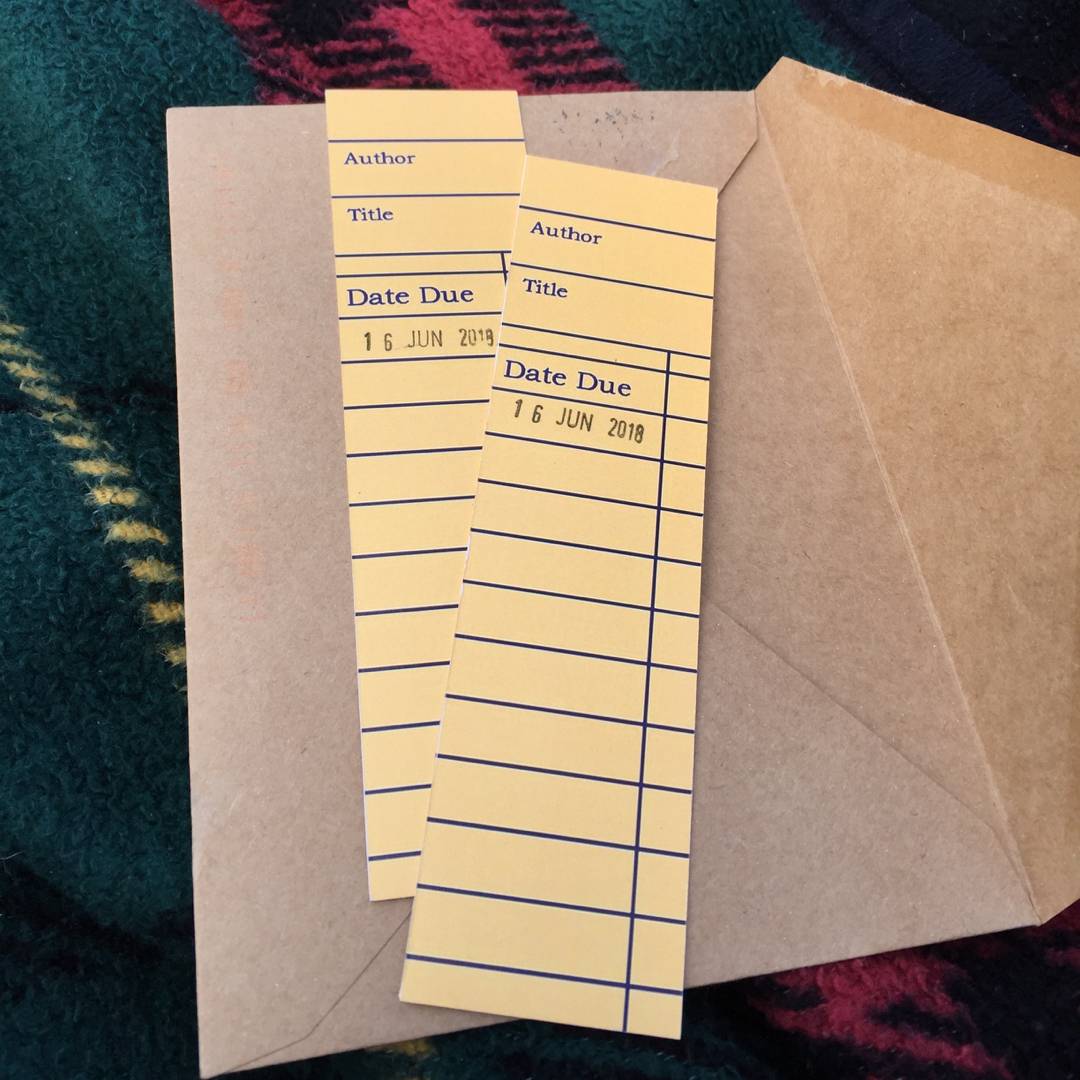 Author
Title
Date Due
16 JUN 2018
Author
Title
Date Due
16 JUN 2018